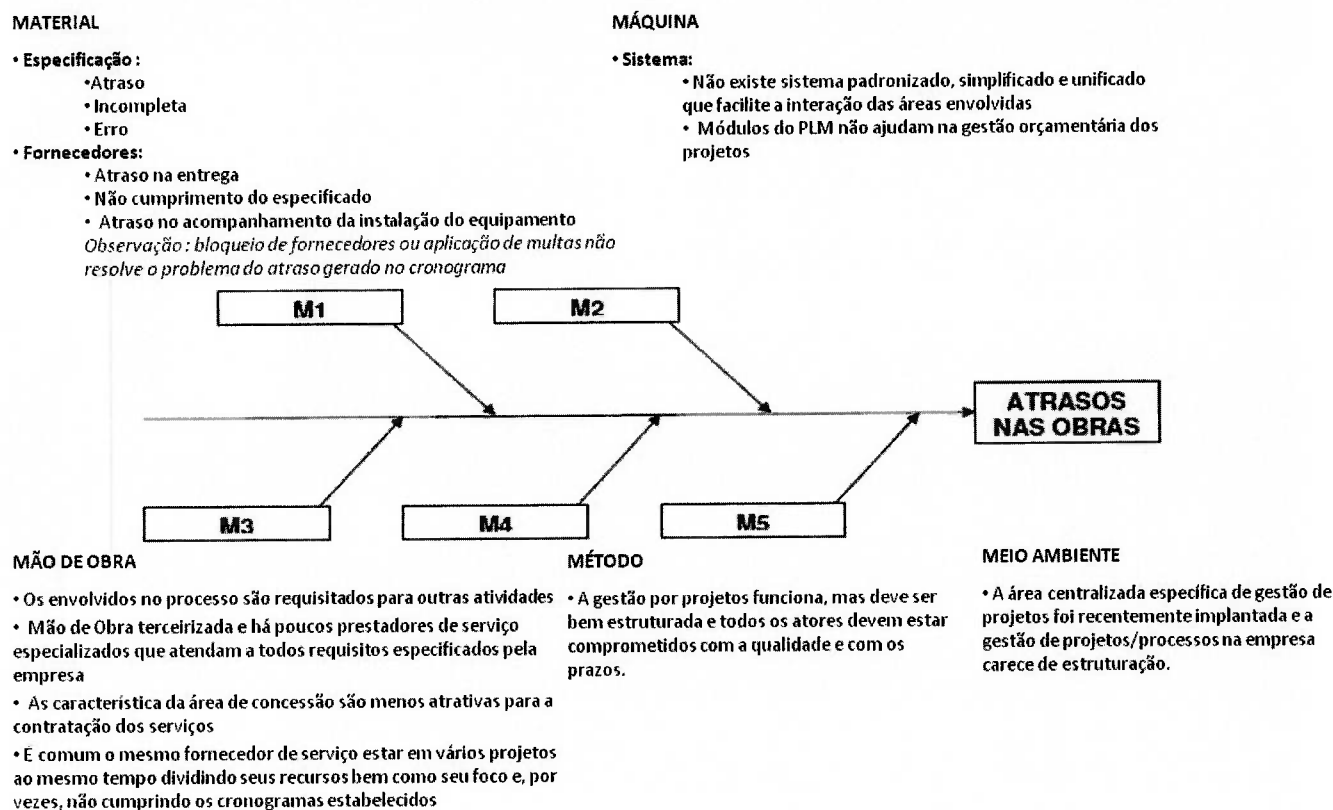 MATERIAL
• Especificação :
•Atraso
• Incompleta
• Erro
• Fornecedores:
• Atraso na entrega
• Não cumprimento do especificado
• Atraso no acompanhamento da instalação do equipamento
Observação : bloqueio de fornecedores ou aplicação de multas não
resolve o problema do atraso gerado no cronograma
MÁQUINA
• Sistema:
• Não existe sistema padronizado, simplificado e unificado
que facilite a interação das áreas envolvidas
• Módulos do PLM não ajudam na gestão orçamentária dos
projetos
M1
M2
ATRASOS
NAS OBRAS
M3
M4
M5
MÃO DE OBRA
• Os envolvidos no processo são requisitados para outras atividades
• Mão de Obra terceirizada e há poucos prestadores de serviço
especializados que atendam a todos requisitos especificados pela
empresa
• As característica da área de concessão são menos atrativas para a
contratação dos serviços
• É comum o mesmo fornecedor de serviço estar em vários projetos
ao mesmo tempo dividindo seus recursos bem como seu foco e, por
vezes, não cumprindo os cronogramas estabelecidos
MÉTODO
• A gestão por projetos funciona, mas deve ser
bem estruturada e todos os atores devem estar
comprometidos com a qualidade e com os
prazos.
MEIO AMBIENTE
• A área centralizada específica de gestão de
projetos foi recentemente implantada e a
gestão de projetos/processos na empresa
carece de estruturação.